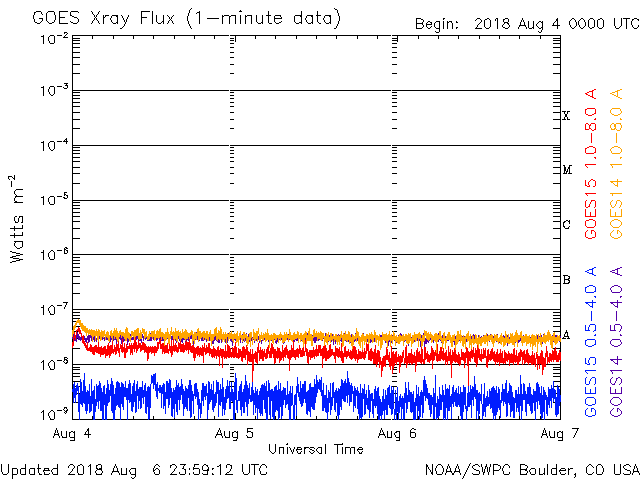 GOES Xray Flux (1-minute data)
Begin: 2018 Aug 4 0000 UTC
10⁻²
10⁻³
10⁻⁴
10⁻⁵
10⁻⁶
10⁻⁷
10⁻⁸
10⁻⁹
Watts m⁻²
X
M
C
B
A
GOES15 1.0-8.0 A
GOES14 1.0-8.0 A
GOES15 0.5-4.0 A
GOES14 0.5-4.0 A
Aug 4
Aug 5
Aug 6
Aug 7
Universal Time
Updated 2018 Aug 6 23:59:12 UTC
NOAA/SWPC Boulder, CO USA